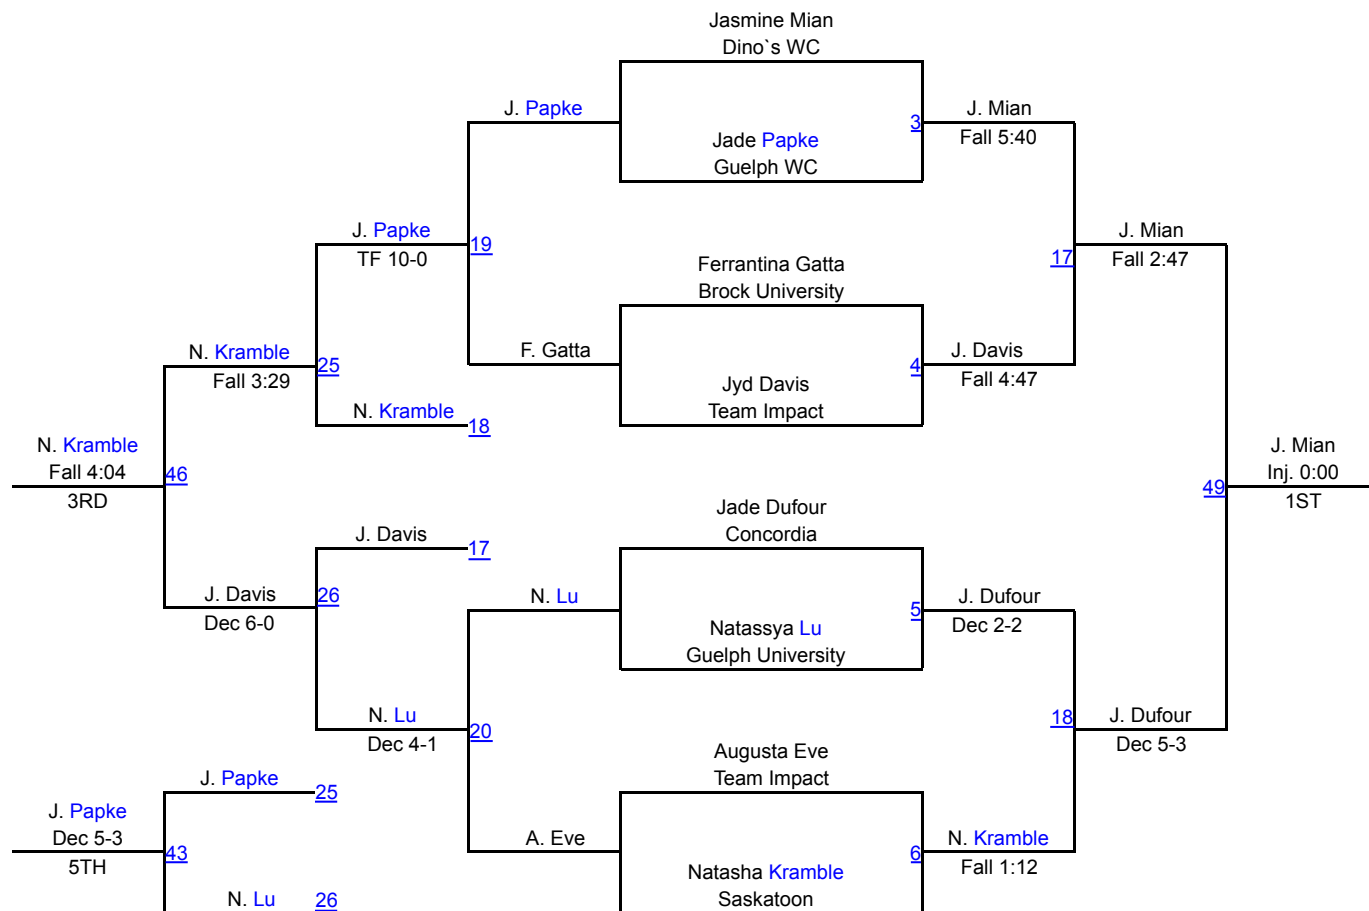 Jasmine Mian
Dino`s WC
J. Papke
3
J. Mian
Fall 5:40
Jade Papke
Guelph WC
J. Papke
TF 10-0
19
J. Mian
Fall 2:47
17
Ferrantina Gatta
Brock University
N. Kramble
Fall 3:29
25
F. Gatta
4
J. Davis
Fall 4:47
Jyd Davis
Team Impact
N. Kramble
18
N. Kramble
Fall 4:04
3RD
46
J. Mian
Inj. 0:00
1ST
49
Jade Dufour
Concordia
J. Davis
17
J. Davis
Dec 6-0
26
N. Lu
5
J. Dufour
Dec 2-2
Natassya Lu
Guelph University
N. Lu
Dec 4-1
20
18
J. Dufour
Dec 5-3
Augusta Eve
Team Impact
J. Papke
25
J. Papke
Dec 5-3
5TH
43
A. Eve
6
N. Kramble
Fall 1:12
Natasha Kramble
Saskatoon
N. Lu
26